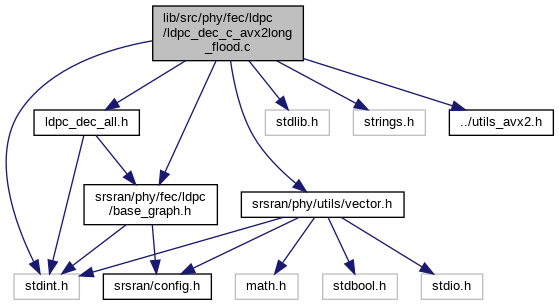 lib/src/phy/fec/ldpc
/ldpc_dec_c_avx2long
_flood.c
ldpc_dec_all.h
stdlib.h
strings.h
../utils_avx2.h
srsran/phy/fec/ldpc
/base_graph.h
srsran/phy/utils/vector.h
stdint.h
srsran/config.h
math.h
stdbool.h
stdio.h